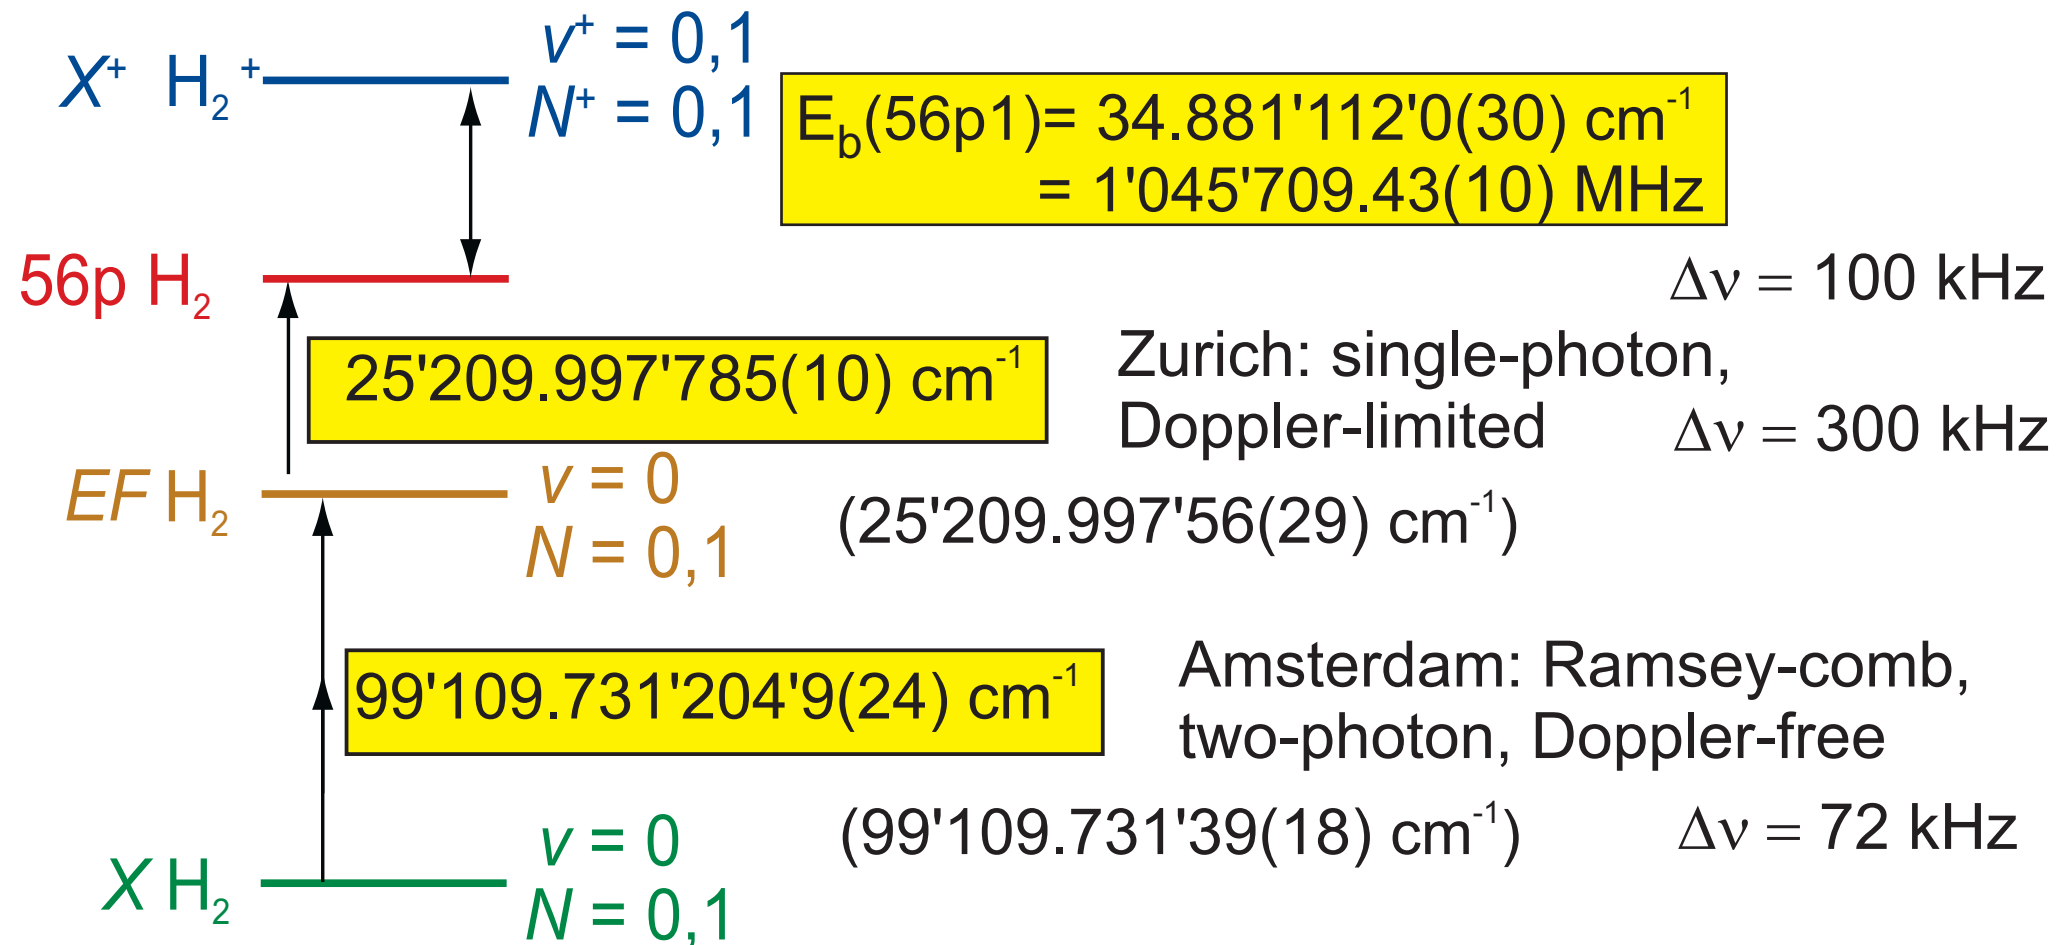 X⁺ H₂⁺
v⁺ = 0,1
N⁺ = 0,1
E_b(56p1)= 34.881'112'0(30) cm⁻¹
= 1'045'709.43(10) MHz
56p H₂
Δν = 100 kHz
25'209.997'785(10) cm⁻¹
Zurich: single-photon,
Doppler-limited
Δν = 300 kHz
EF H₂
v = 0
N = 0,1
(25'209.997'56(29) cm⁻¹)
99'109.731'204'9(24) cm⁻¹
Amsterdam: Ramsey-comb,
two-photon, Doppler-free
(99'109.731'39(18) cm⁻¹)
Δν = 72 kHz
X H₂
v = 0
N = 0,1